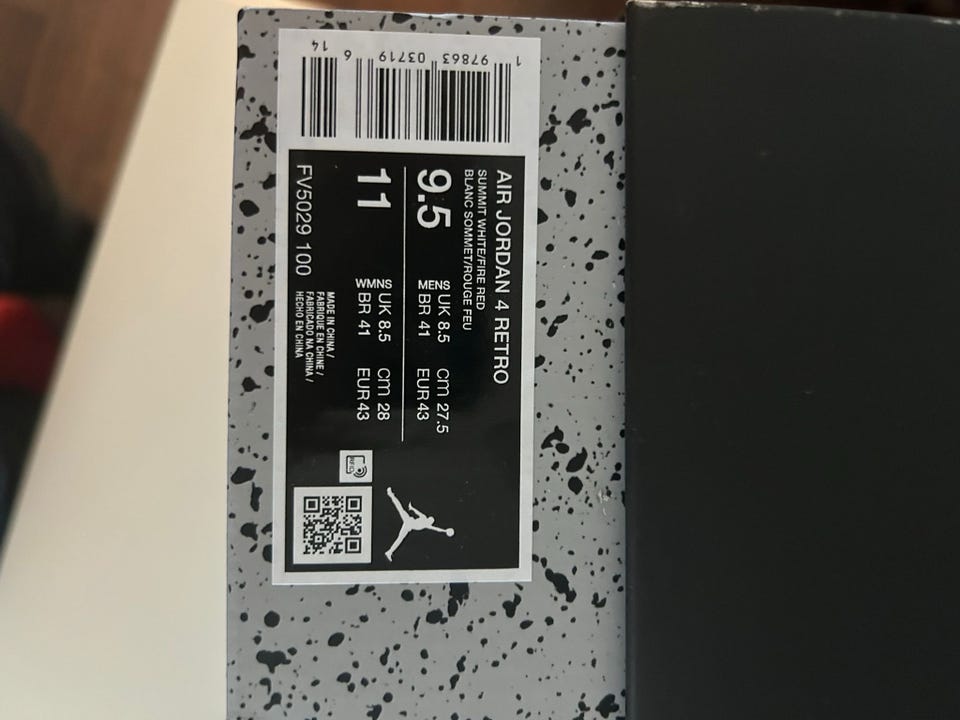 1 97863 03719 6 14
AIR JORDAN 4 RETRO
SUMMIT WHITE/FIRE RED
BLANC SOMMET/ROUGE FEU
9.5 MENS UK 8.5 cm 27.5
BR 41 EUR 43
11 WMNS UK 8.5 cm 28
BR 41 EUR 43
FV5029 100
MADE IN CHINA /
FABRIQUE EN CHINE /
FABRICADO NA CHINA /
HECHO EN CHINA
RFID